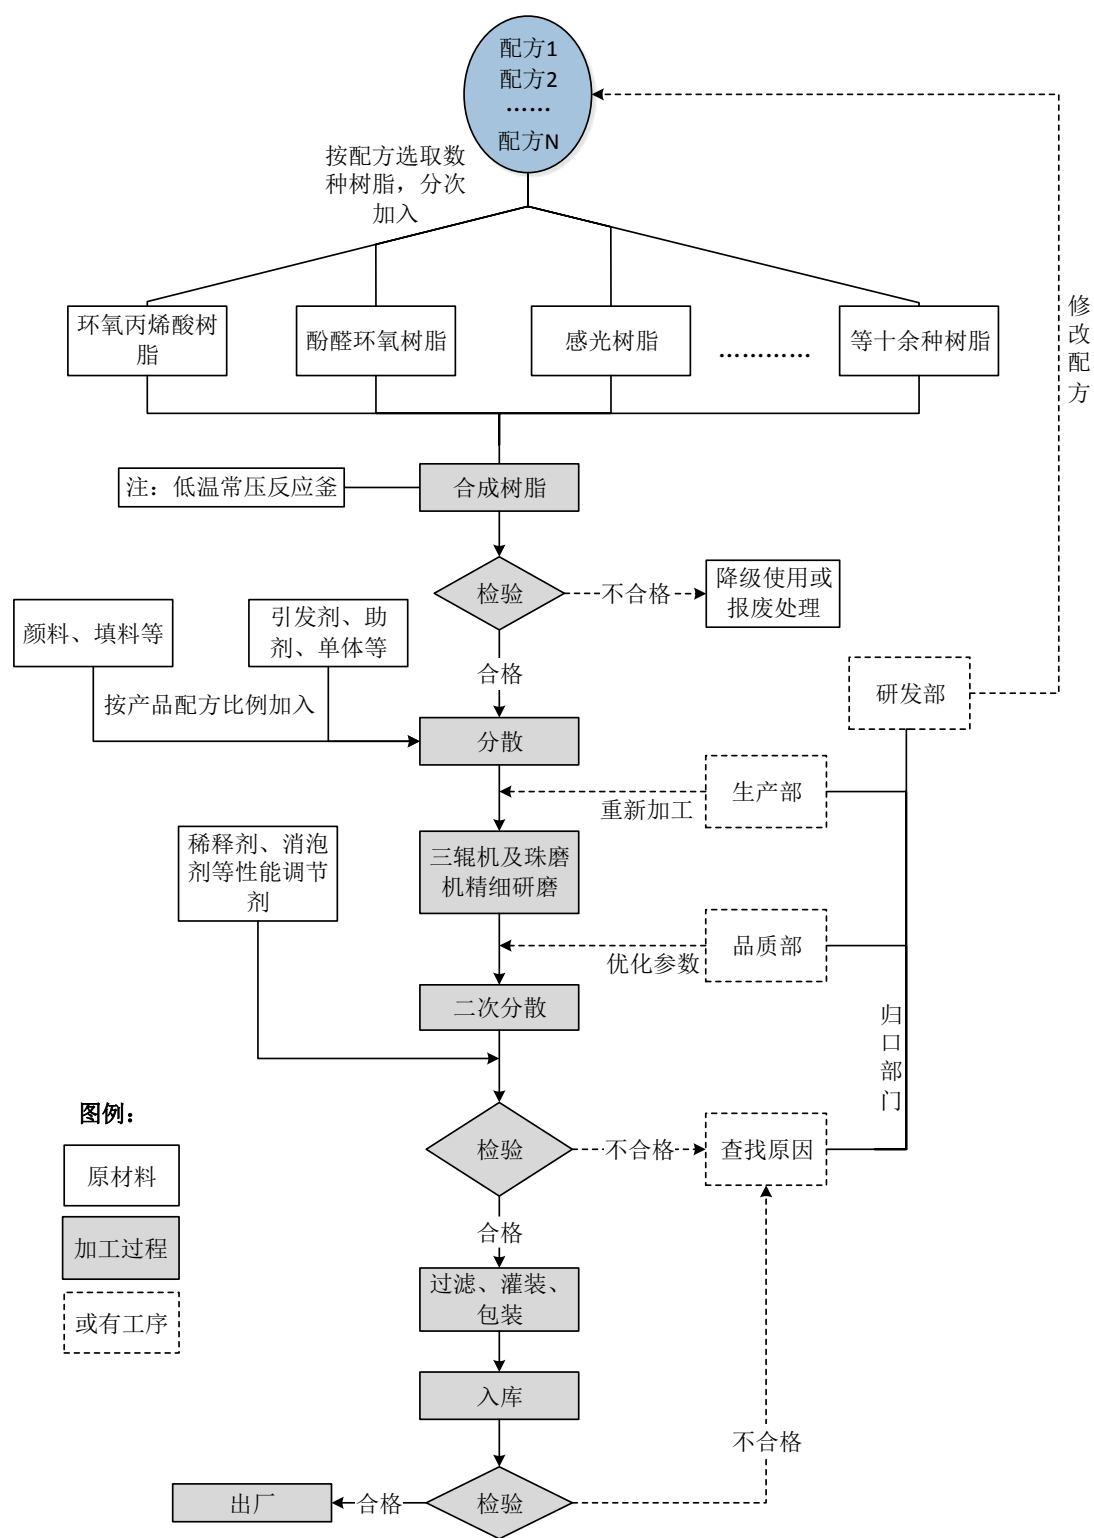 配方1
配方2
……
配方N
按配方选取数
种树脂，分次
加入
环氧丙烯酸树
脂
酚醛环氧树脂
感光树脂
…………
等十余种树脂
修
改
配
方
注：低温常压反应釜
合成树脂
检验
不合格
降级使用或
报废处理
颜料、填料等
引发剂、助
剂、单体等
合格
按产品配方比例加入
研发部
分散
生产部
重新加工
稀释剂、消泡
剂等性能调节
剂
三辊机及珠磨
机精细研磨
品质部
优化参数
二次分散
归
口
部
门
图例：
检验
不合格
查找原因
原材料
合格
加工过程
过滤、灌装、
包装
或有工序
入库
不合格
出厂
合格
检验